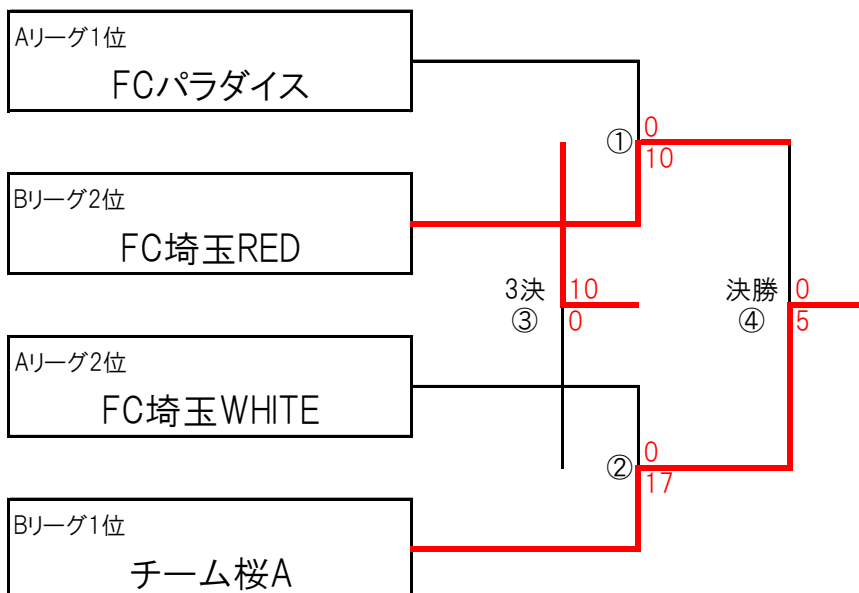 Aリーグ1位
FCパラダイス
0
①
10
Bリーグ2位
FC埼玉RED
3決
10
決勝
0
③
0
④
5
Aリーグ2位
FC埼玉WHITE
0
②
17
Bリーグ1位
チーム桜A